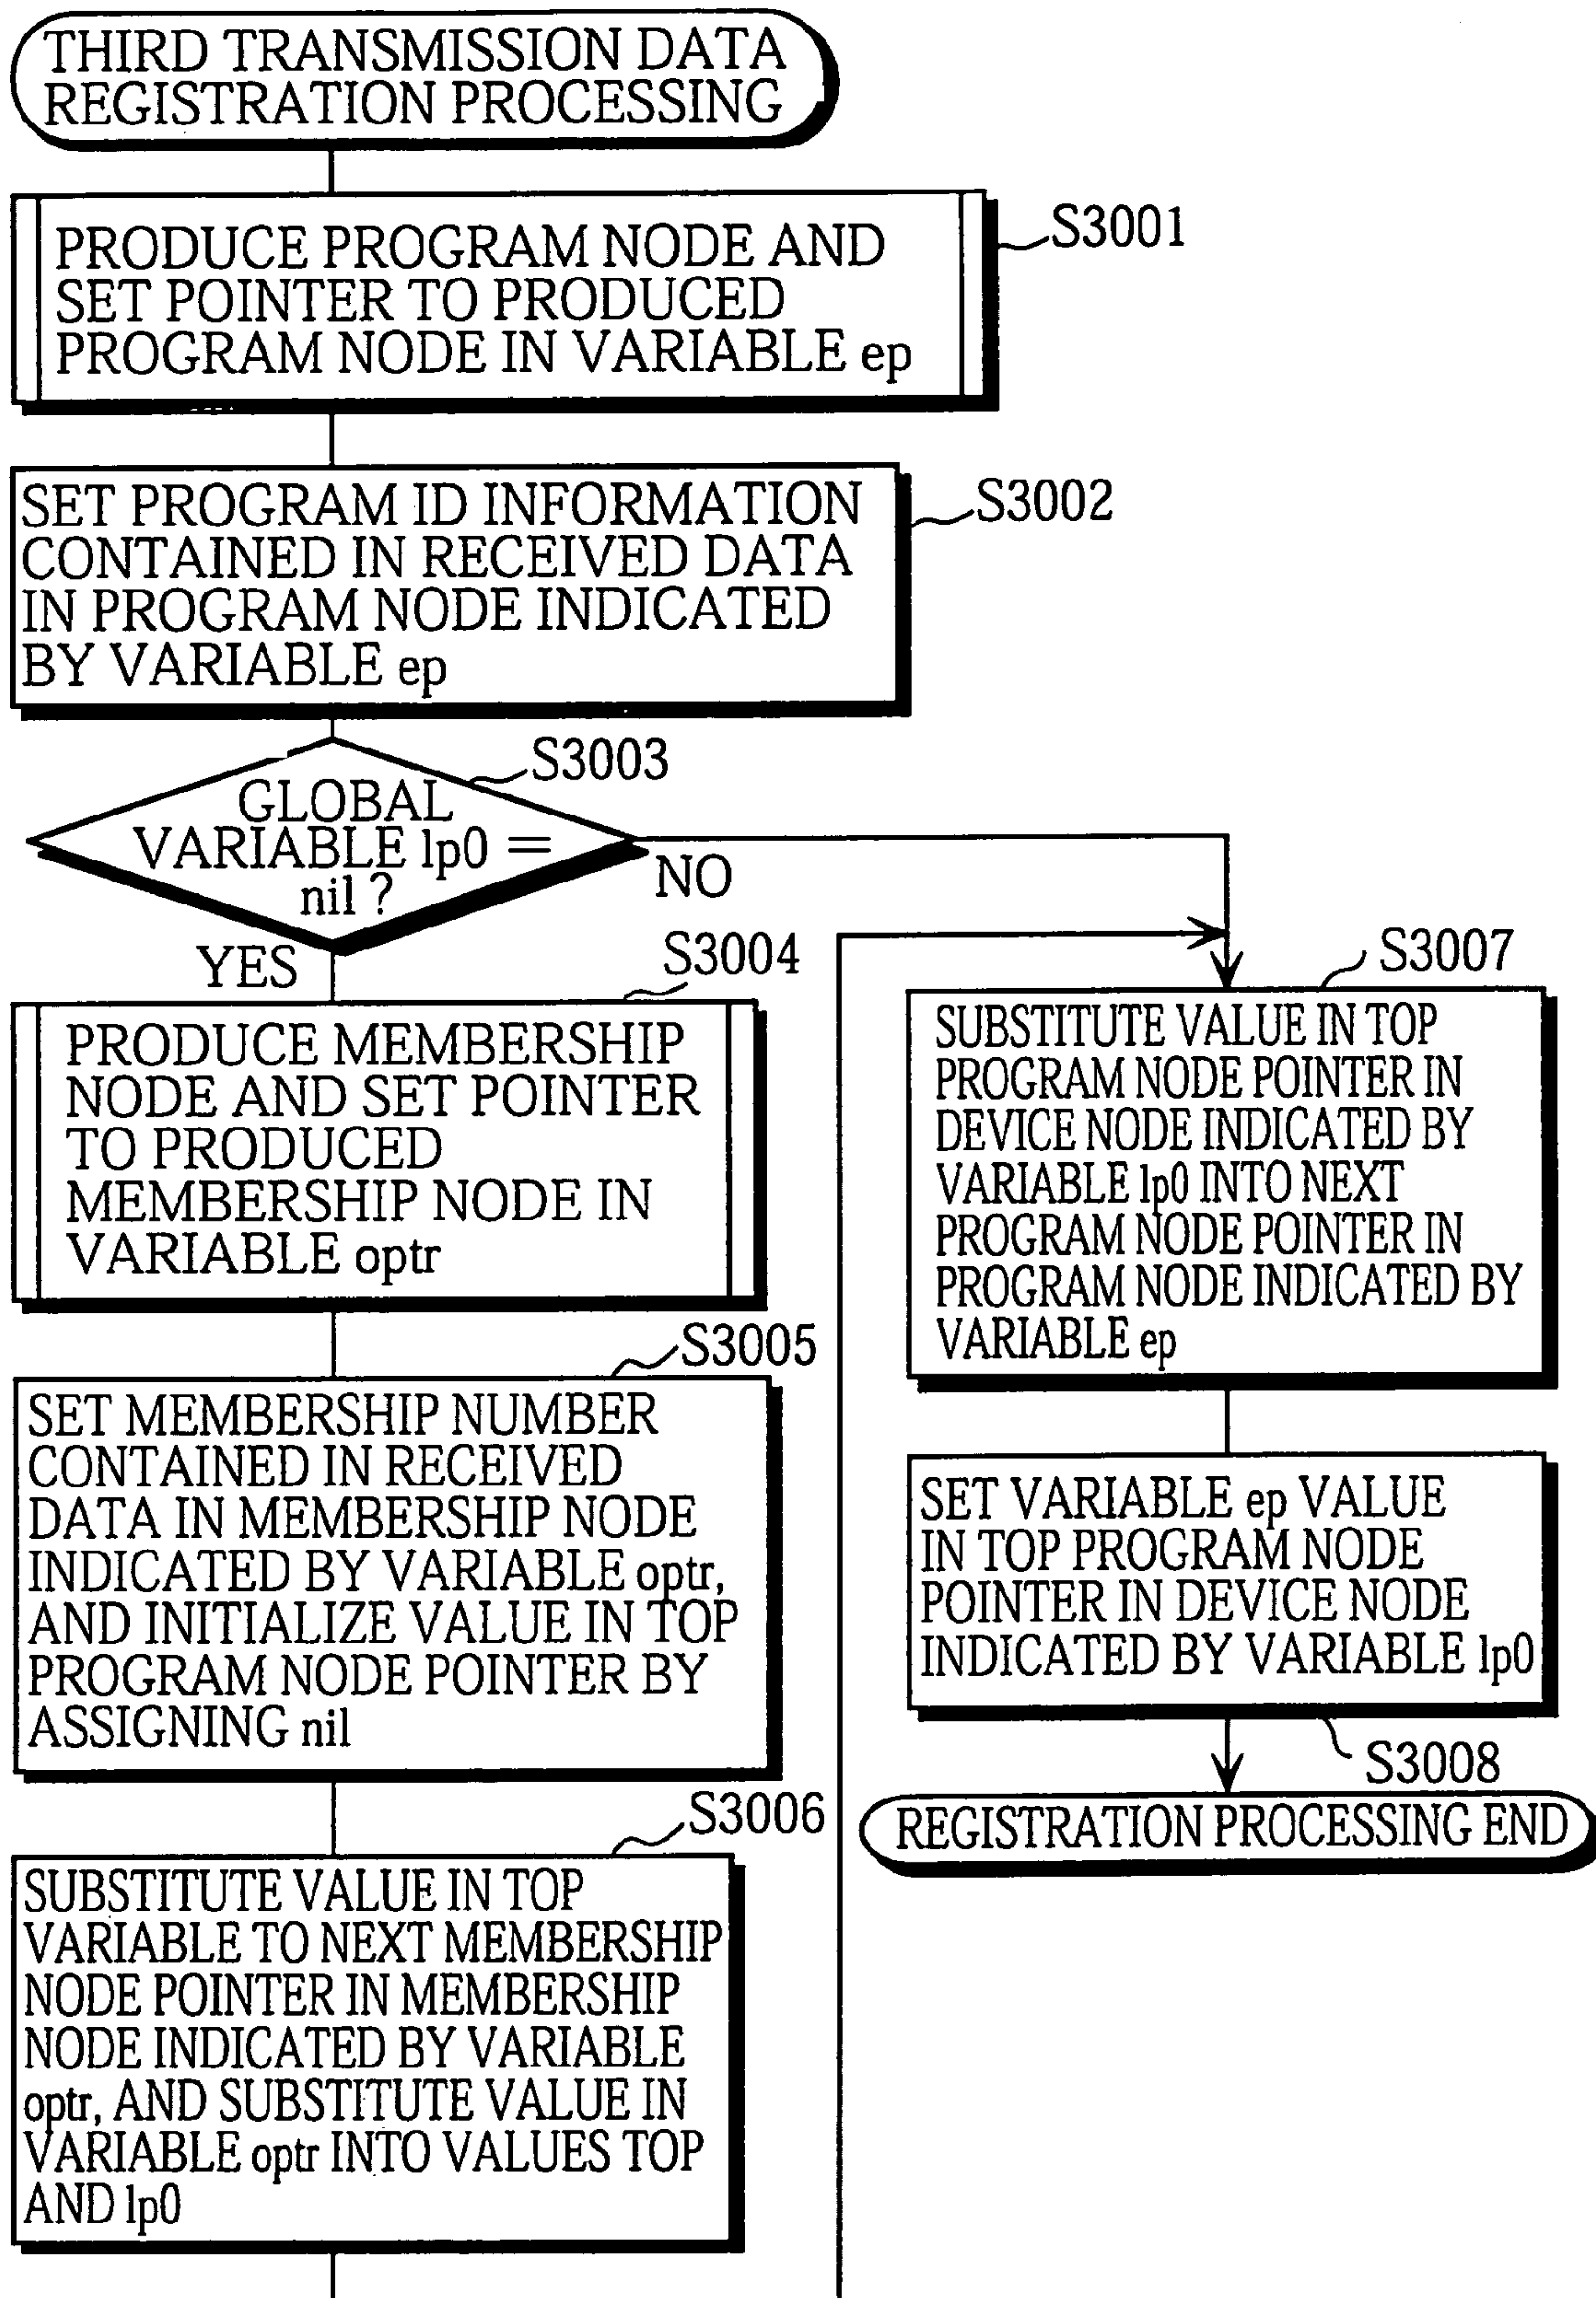 THIRD TRANSMISSION DATA
REGISTRATION PROCESSING
PRODUCE PROGRAM NODE AND
SET POINTER TO PRODUCED
PROGRAM NODE IN VARIABLE ep
S3001
SET PROGRAM ID INFORMATION
CONTAINED IN RECEIVED DATA
IN PROGRAM NODE INDICATED
BY VARIABLE ep
S3002
S3003
GLOBAL
VARIABLE lp0 =
nil ?
NO
YES
S3004
PRODUCE MEMBERSHIP
NODE AND SET POINTER
TO PRODUCED
MEMBERSHIP NODE IN
VARIABLE optr
S3005
SET MEMBERSHIP NUMBER
CONTAINED IN RECEIVED
DATA IN MEMBERSHIP NODE
INDICATED BY VARIABLE optr,
AND INITIALIZE VALUE IN TOP
PROGRAM NODE POINTER BY
ASSIGNING nil
S3006
SUBSTITUTE VALUE IN TOP
VARIABLE TO NEXT MEMBERSHIP
NODE POINTER IN MEMBERSHIP
NODE INDICATED BY VARIABLE
optr, AND SUBSTITUTE VALUE IN
VARIABLE optr INTO VALUES TOP
AND lp0
S3007
SUBSTITUTE VALUE IN TOP
PROGRAM NODE POINTER IN
DEVICE NODE INDICATED BY
VARIABLE lp0 INTO NEXT
PROGRAM NODE POINTER IN
PROGRAM NODE INDICATED BY
VARIABLE ep
SET VARIABLE ep VALUE
IN TOP PROGRAM NODE
POINTER IN DEVICE NODE
INDICATED BY VARIABLE lp0
S3008
REGISTRATION PROCESSING END